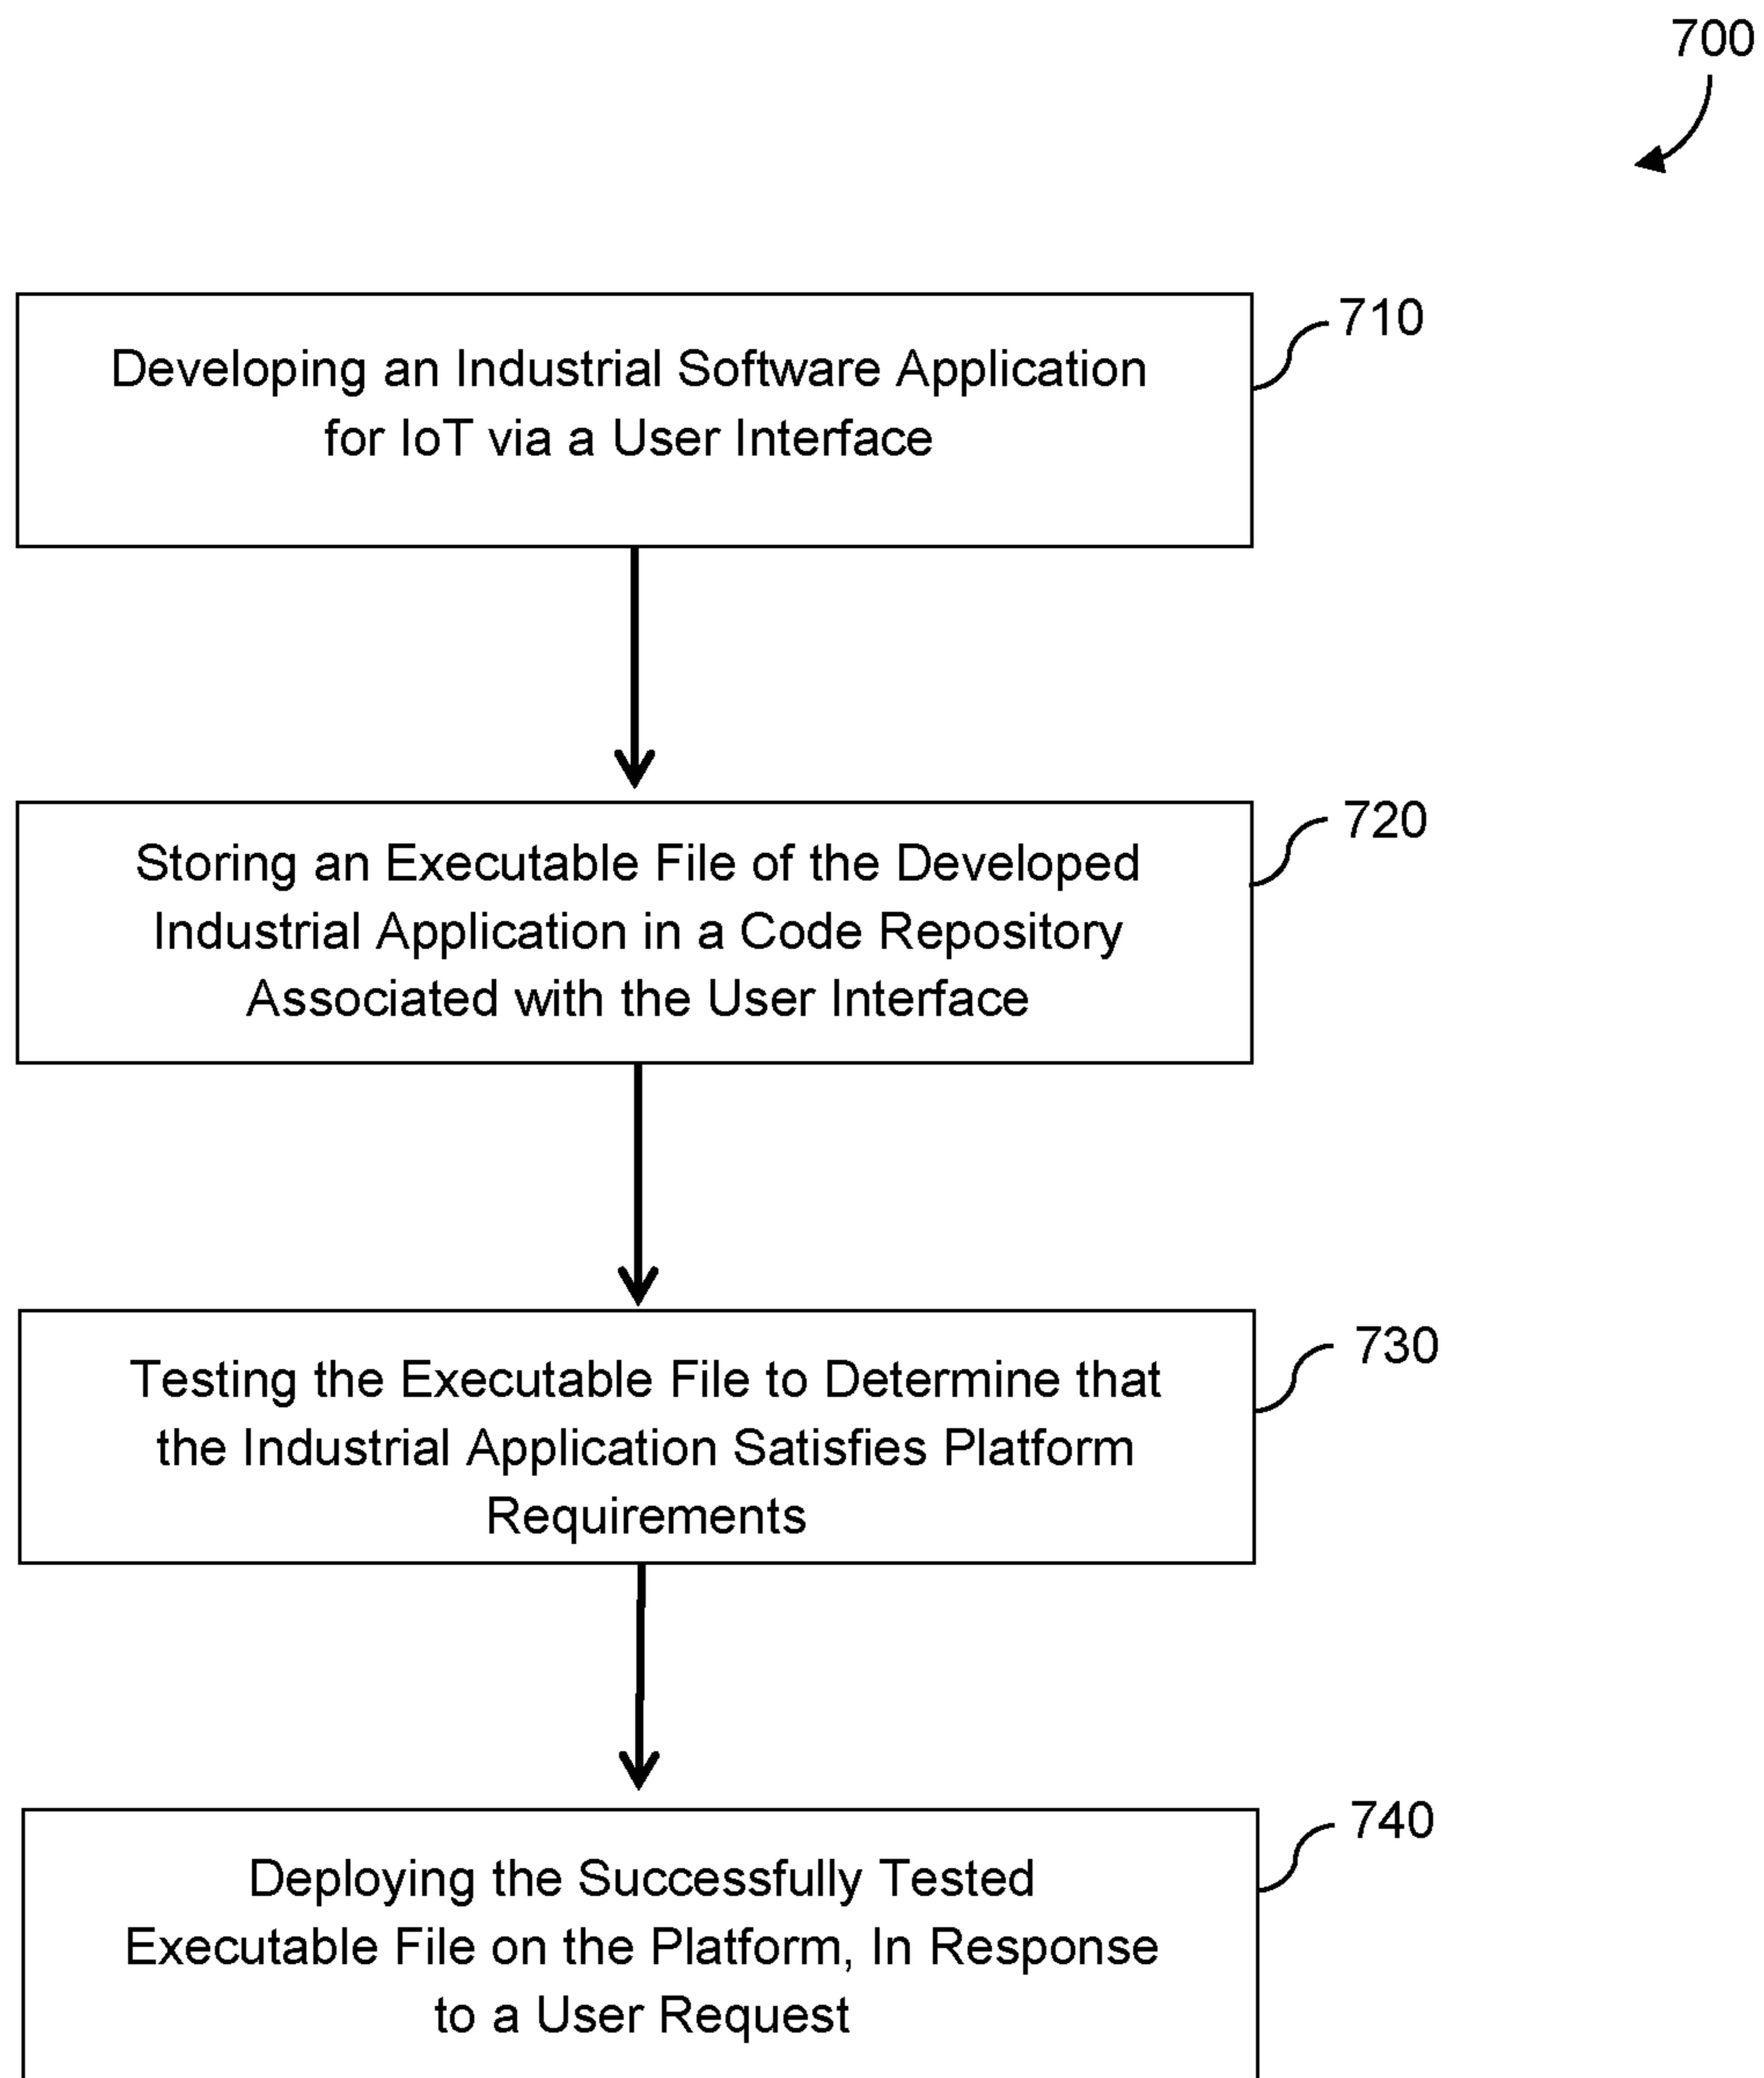 700
710
Developing an Industrial Software Application
for IoT via a User Interface
720
Storing an Executable File of the Developed
Industrial Application in a Code Repository
Associated with the User Interface
730
Testing the Executable File to Determine that
the Industrial Application Satisfies Platform
Requirements
740
Deploying the Successfully Tested
Executable File on the Platform, In Response
to a User Request